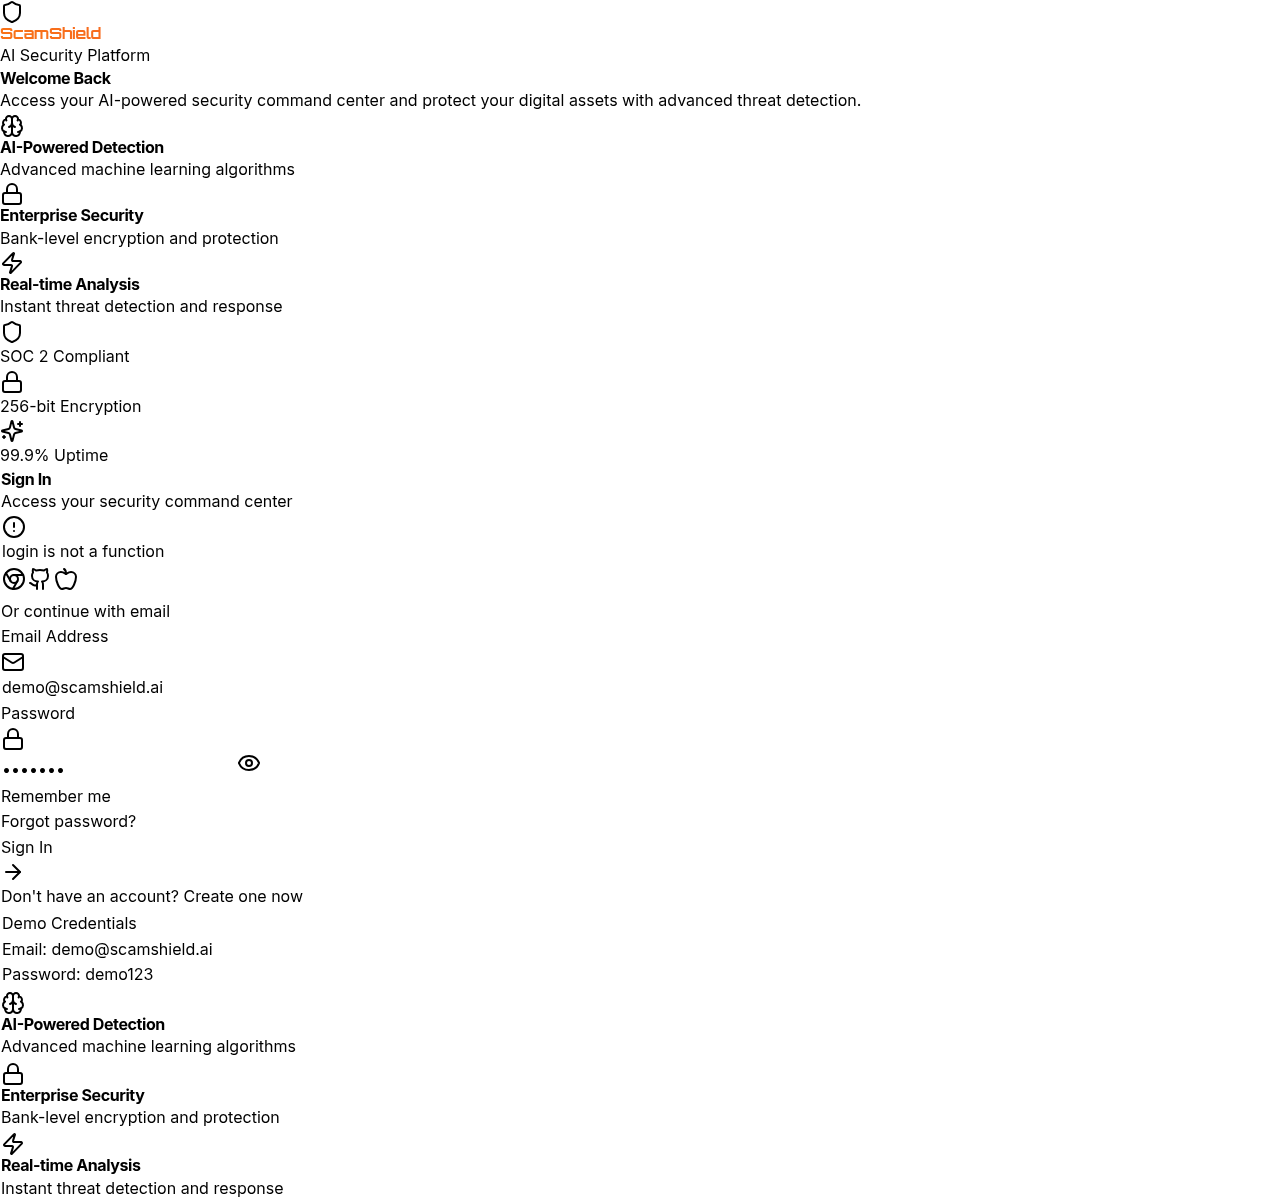 ScamShield
AI Security Platform
Welcome Back
Access your AI-powered security command center and protect your digital assets with advanced threat detection.
AI-Powered Detection
Advanced machine learning algorithms
Enterprise Security
Bank-level encryption and protection
Real-time Analysis
Instant threat detection and response
SOC 2 Compliant
256-bit Encryption
99.9% Uptime
Sign In
Access your security command center
login is not a function
Or continue with email
Email Address
demo@scamshield.ai
Password
•••••••
Remember me
Forgot password?
Sign In
Don't have an account? Create one now
Demo Credentials
Email: demo@scamshield.ai
Password: demo123
AI-Powered Detection
Advanced machine learning algorithms
Enterprise Security
Bank-level encryption and protection
Real-time Analysis
Instant threat detection and response